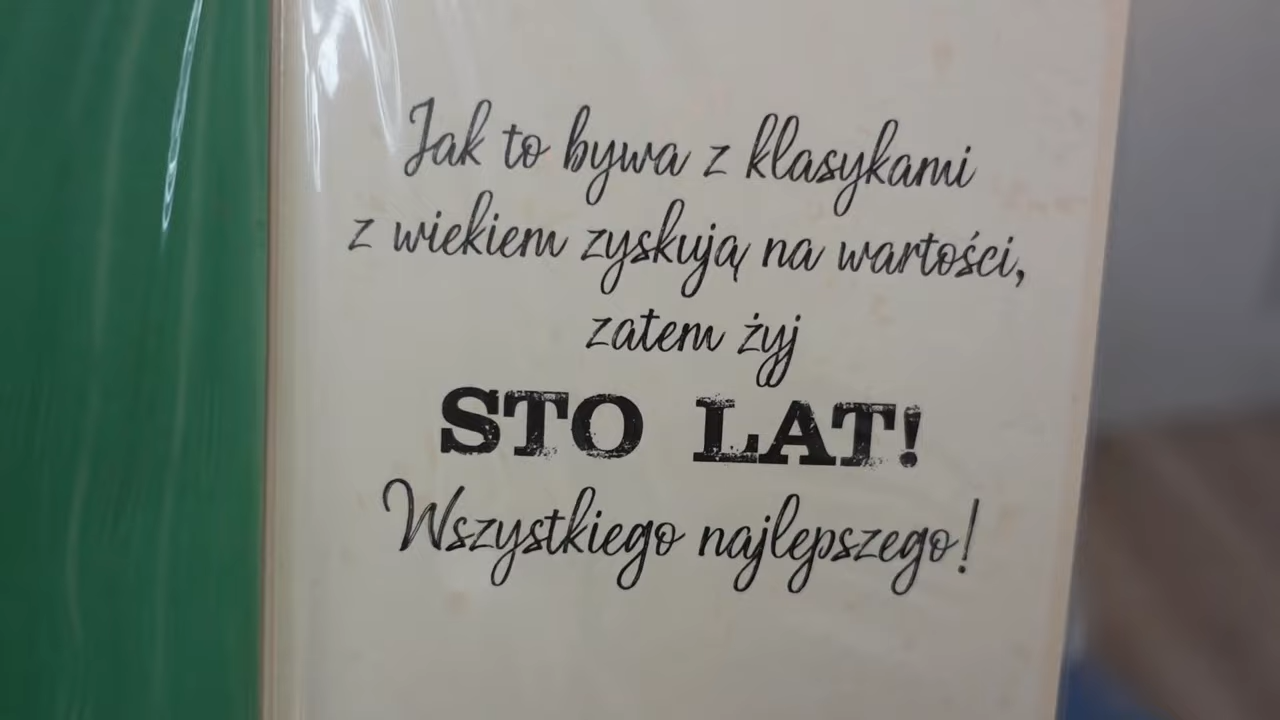 Jak to bywa z klasykami
z wiekiem zyskują na wartości,
zatem żyj
STO LAT!
Wszystkiego najlepszego!